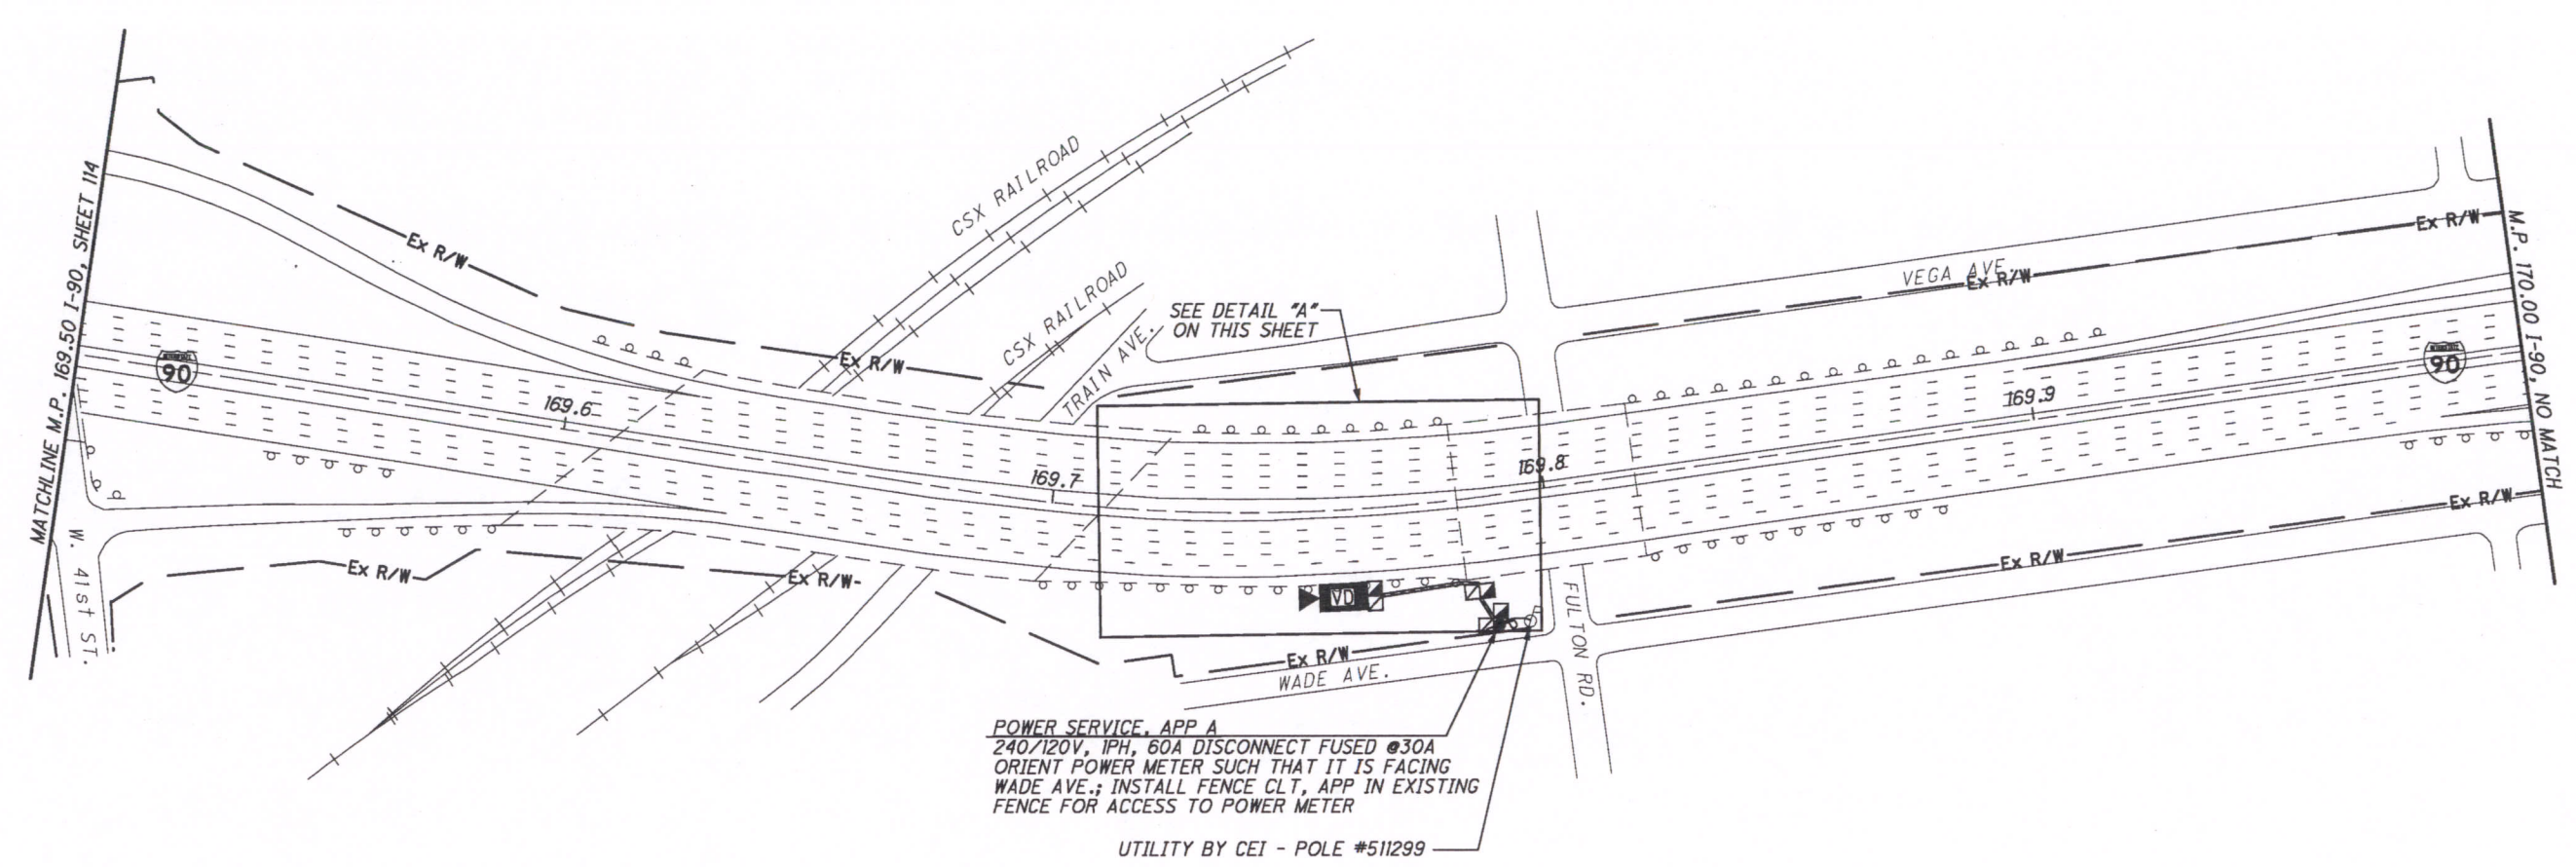 MATCHLINE M.P. 169.50 I-90, SHEET 114
Ex R/W
CSX RAILROAD
CSX RAILROAD
TRAIN AVE.
Ex R/W
SEE DETAIL "A"
ON THIS SHEET
VEGA AVE.
Ex R/W
Ex R/W
M.P. 170.00 I-90, NO MATCH
90
169.6
169.7
169.8
169.9
90
W. 41st ST.
Ex R/W
Ex R/W
VD
Ex R/W
WADE AVE.
FULTON RD.
Ex R/W
Ex R/W
POWER SERVICE, APP A
240/120V, 1PH, 60A DISCONNECT FUSED @30A
ORIENT POWER METER SUCH THAT IT IS FACING
WADE AVE.; INSTALL FENCE CLT, APP IN EXISTING
FENCE FOR ACCESS TO POWER METER
UTILITY BY CEI - POLE #511299